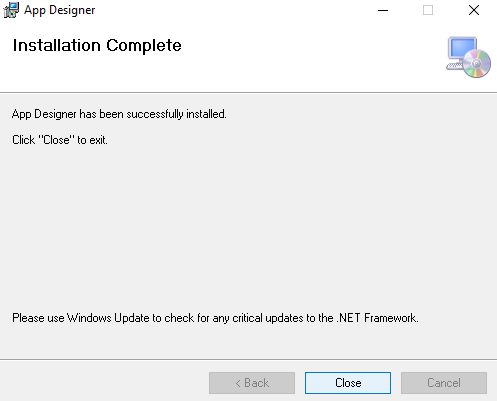 App Designer
Installation Complete
App Designer has been successfully installed.
Click "Close" to exit.
Please use Windows Update to check for any critical updates to the .NET Framework.
< Back
Close
Cancel